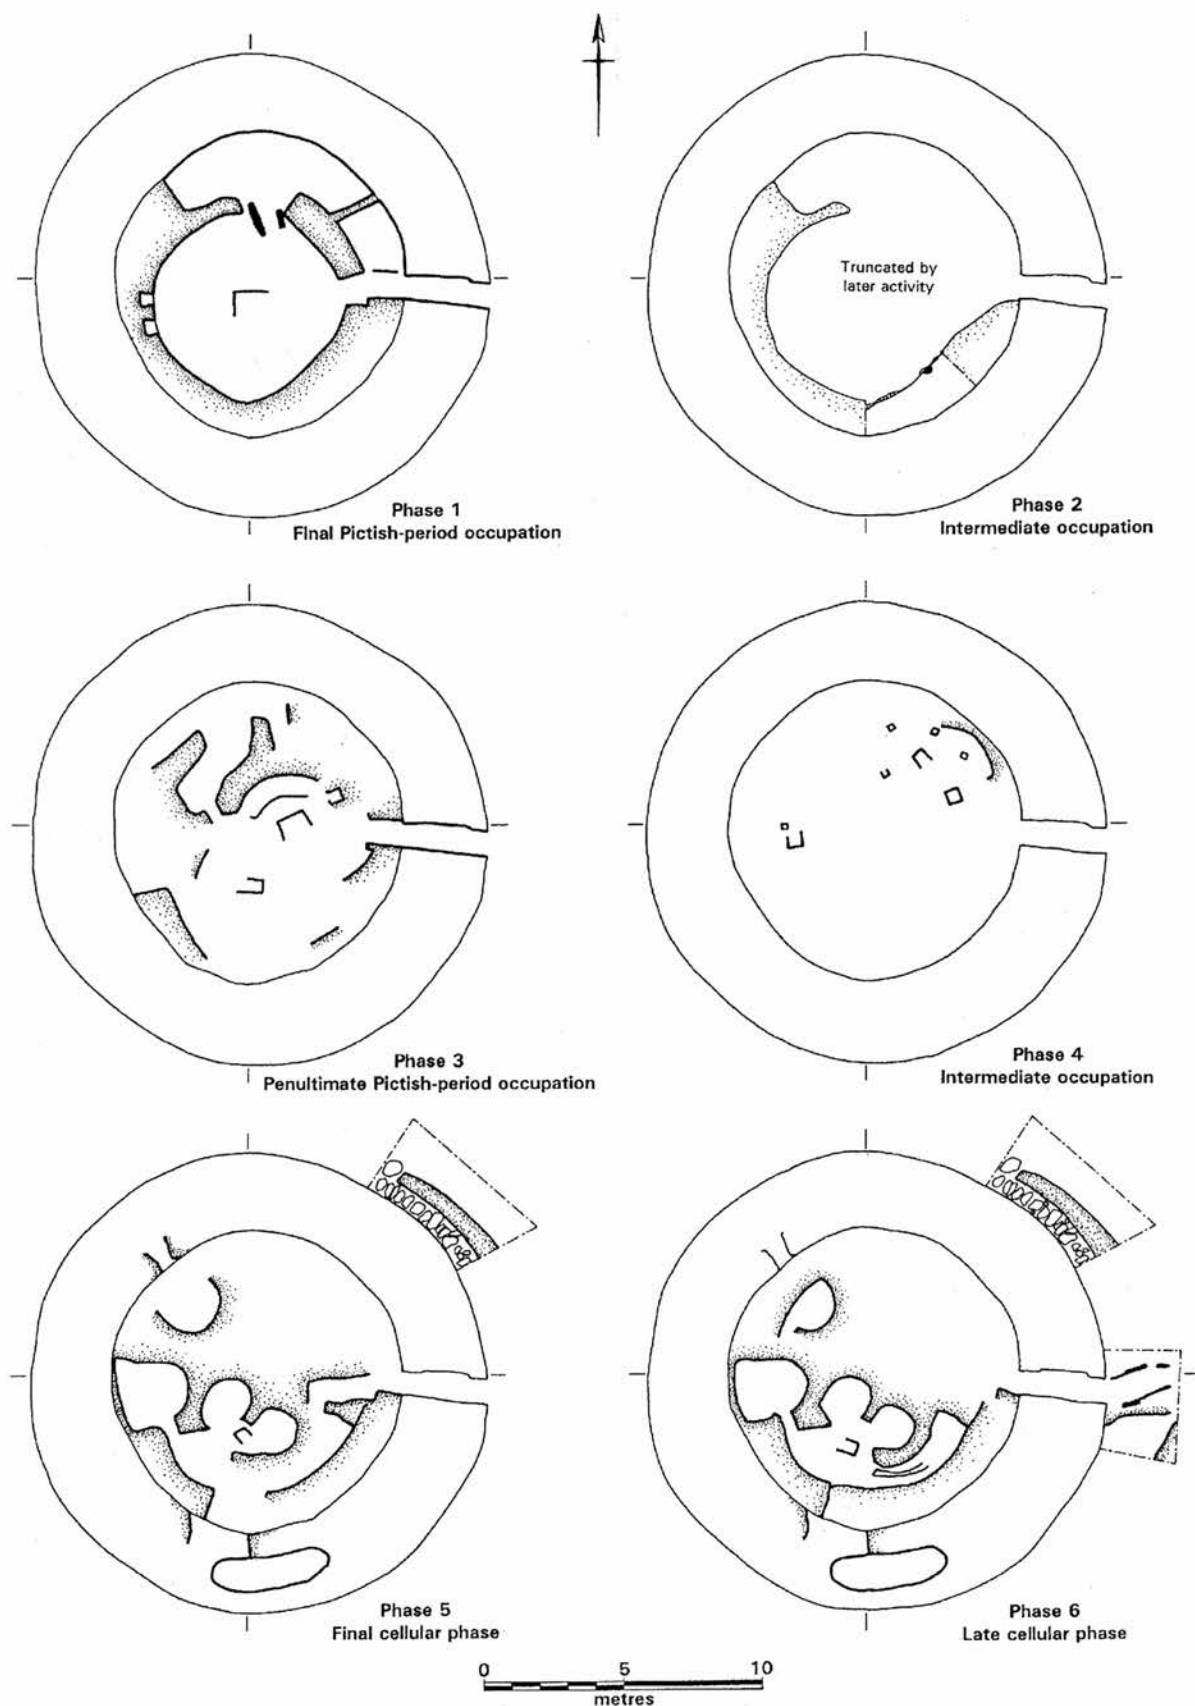 Truncated by
later activity
Phase 1
Final Pictish-period occupation
Phase 2
Intermediate occupation
Phase 3
Penultimate Pictish-period occupation
Phase 4
Intermediate occupation
Phase 5
Final cellular phase
Phase 6
Late cellular phase
0 5 10
metres